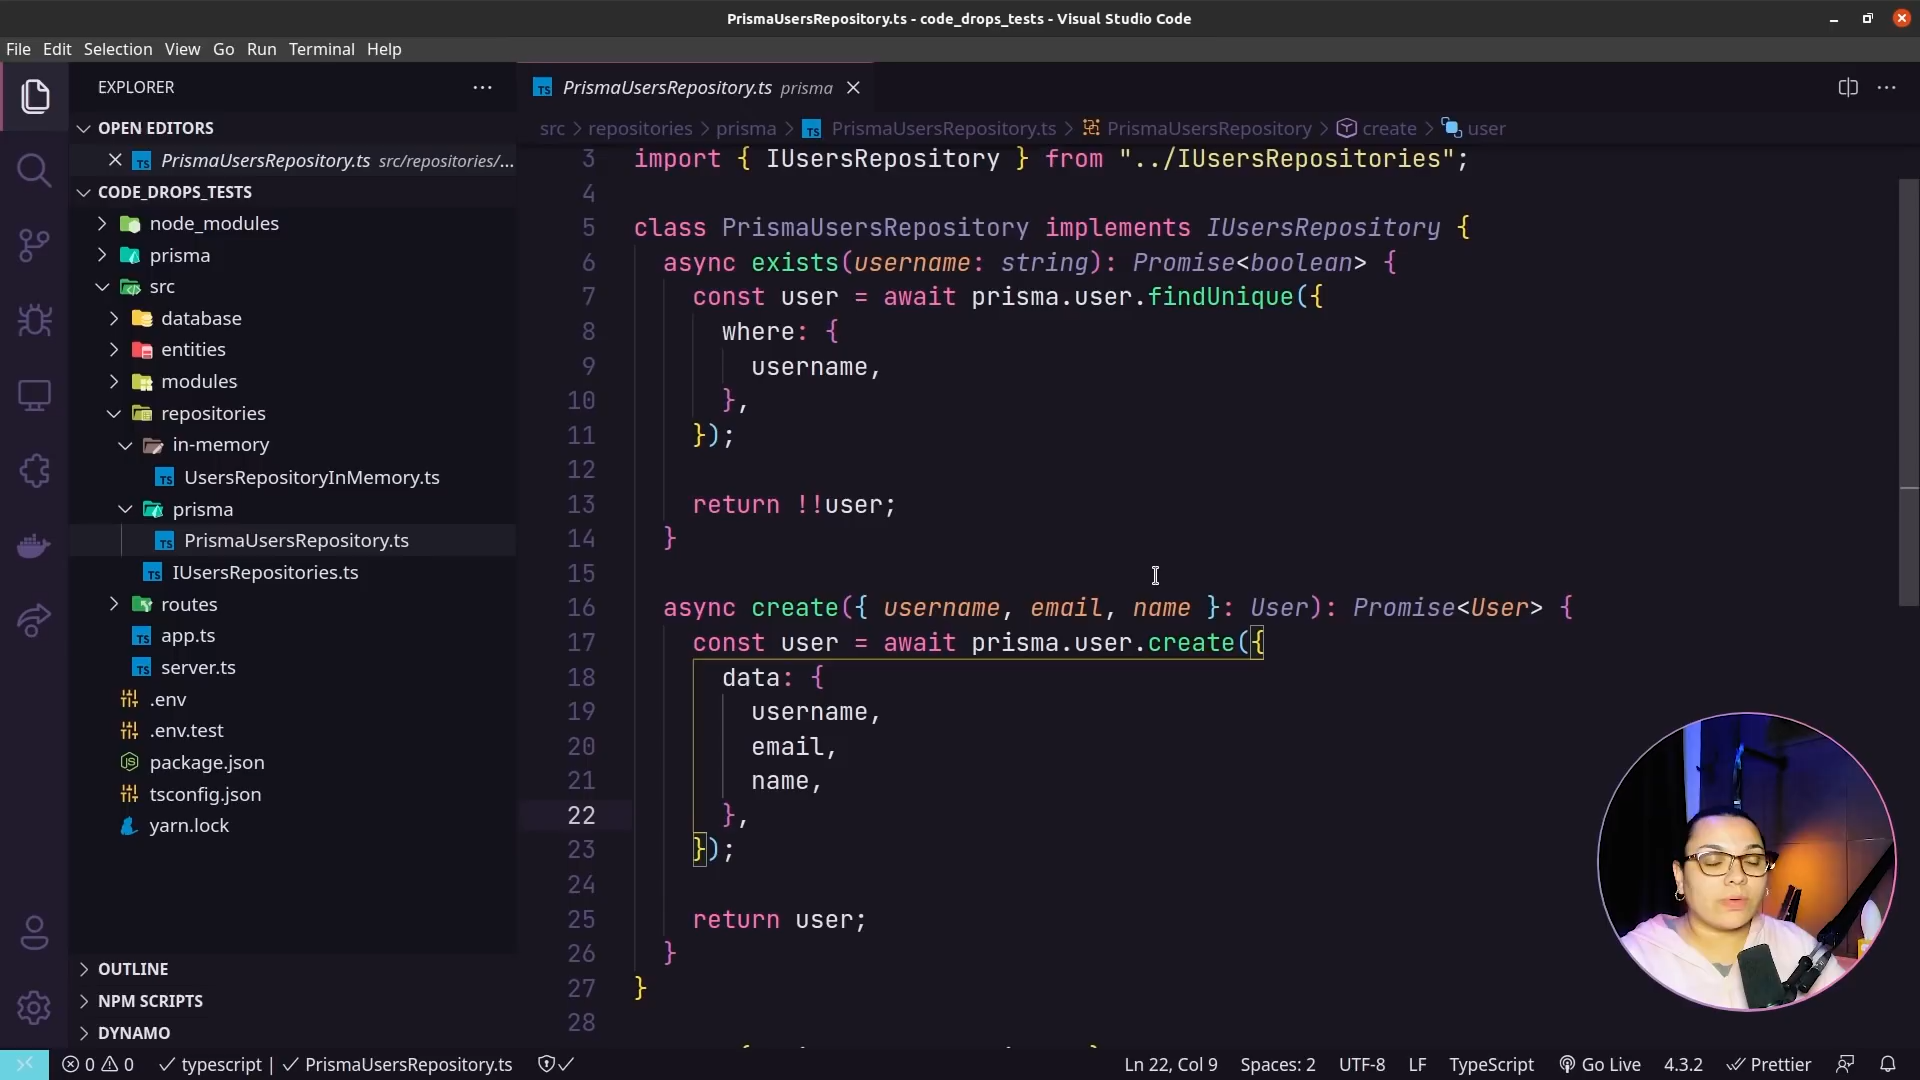 PrismaUsersRepository.ts - code_drops_tests - Visual Studio Code
File Edit Selection View Go Run Terminal Help
EXPLORER
OPEN EDITORS
PrismaUsersRepository.ts src/repositories/...
CODE_DROPS_TESTS
node_modules
prisma
src
database
entities
modules
repositories
in-memory
UsersRepositoryInMemory.ts
prisma
PrismaUsersRepository.ts
IUsersRepositories.ts
routes
app.ts
server.ts
.env
.env.test
package.json
tsconfig.json
yarn.lock
OUTLINE
NPM SCRIPTS
DYNAMO
PrismaUsersRepository.ts prisma
src > repositories > prisma > TS PrismaUsersRepository.ts > PrismaUsersRepository > create > user
3 import { IUsersRepository } from "../IUsersRepositories";
4
5 class PrismaUsersRepository implements IUsersRepository {
6 async exists(username: string): Promise<boolean> {
7 const user = await prisma.user.findUnique({
8 where: {
9 username,
10 },
11 });
12
13 return !!user;
14 }
15
16 async create({ username, email, name }: User): Promise<User> {
17 const user = await prisma.user.create({
18 data: {
19 username,
20 email,
21 name,
22 },
23 });
24
25 return user;
26 }
27 }
28
0 0 typescript | PrismaUsersRepository.ts Ln 22, Col 9 Spaces: 2 UTF-8 LF TypeScript Go Live 4.3.2 Prettier